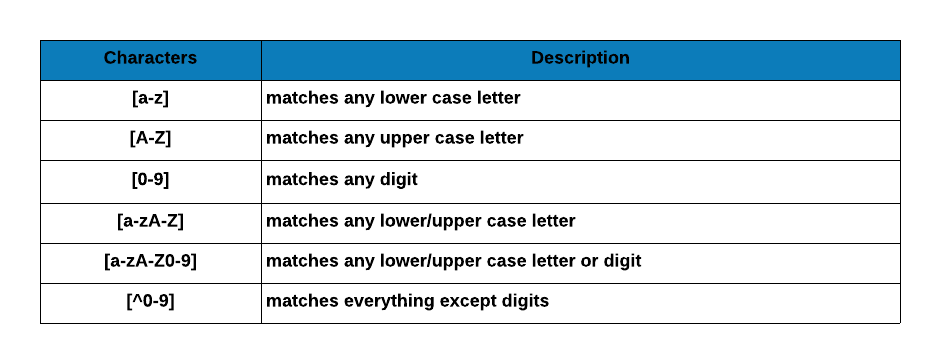 Characters Description
[a-z] matches any lower case letter
[A-Z] matches any upper case letter
[0-9] matches any digit
[a-zA-Z] matches any lower/upper case letter
[a-zA-Z0-9] matches any lower/upper case letter or digit
[^0-9] matches everything except digits